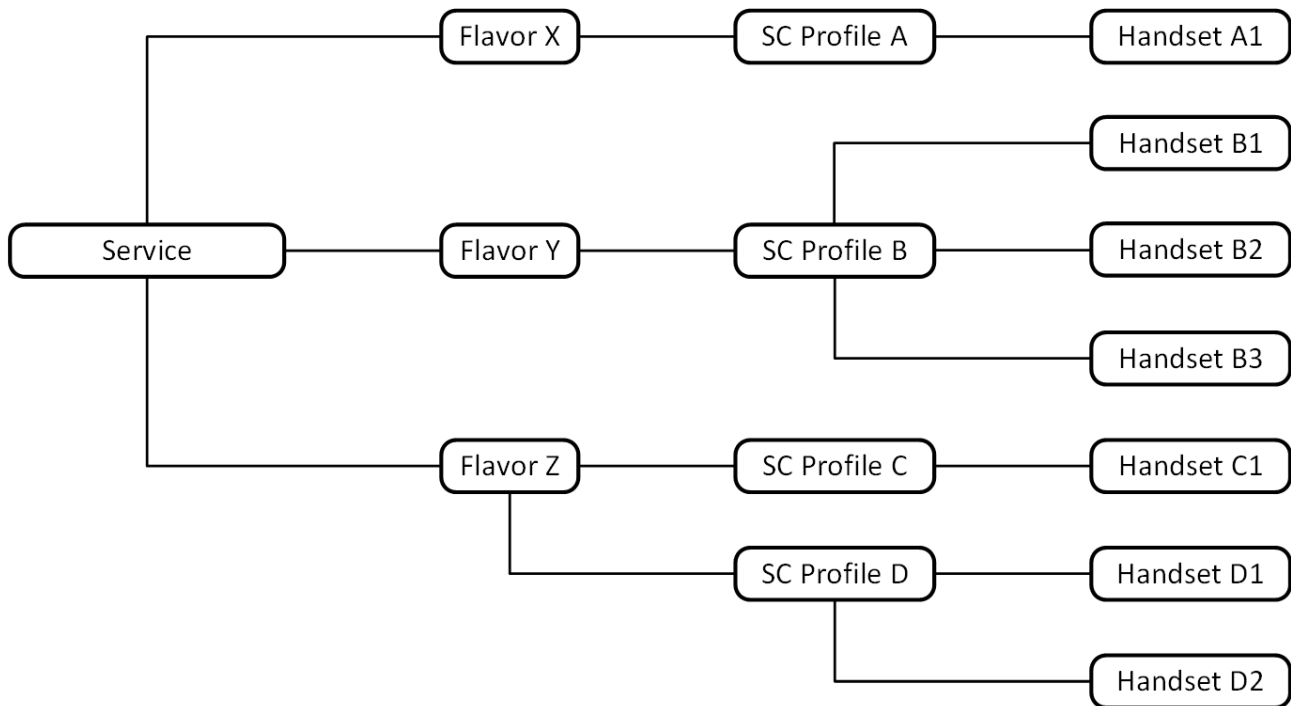 Flavor X
SC Profile A
Handset A1
Handset B1
Service
Flavor Y
SC Profile B
Handset B2
Handset B3
Flavor Z
SC Profile C
Handset C1
SC Profile D
Handset D1
Handset D2